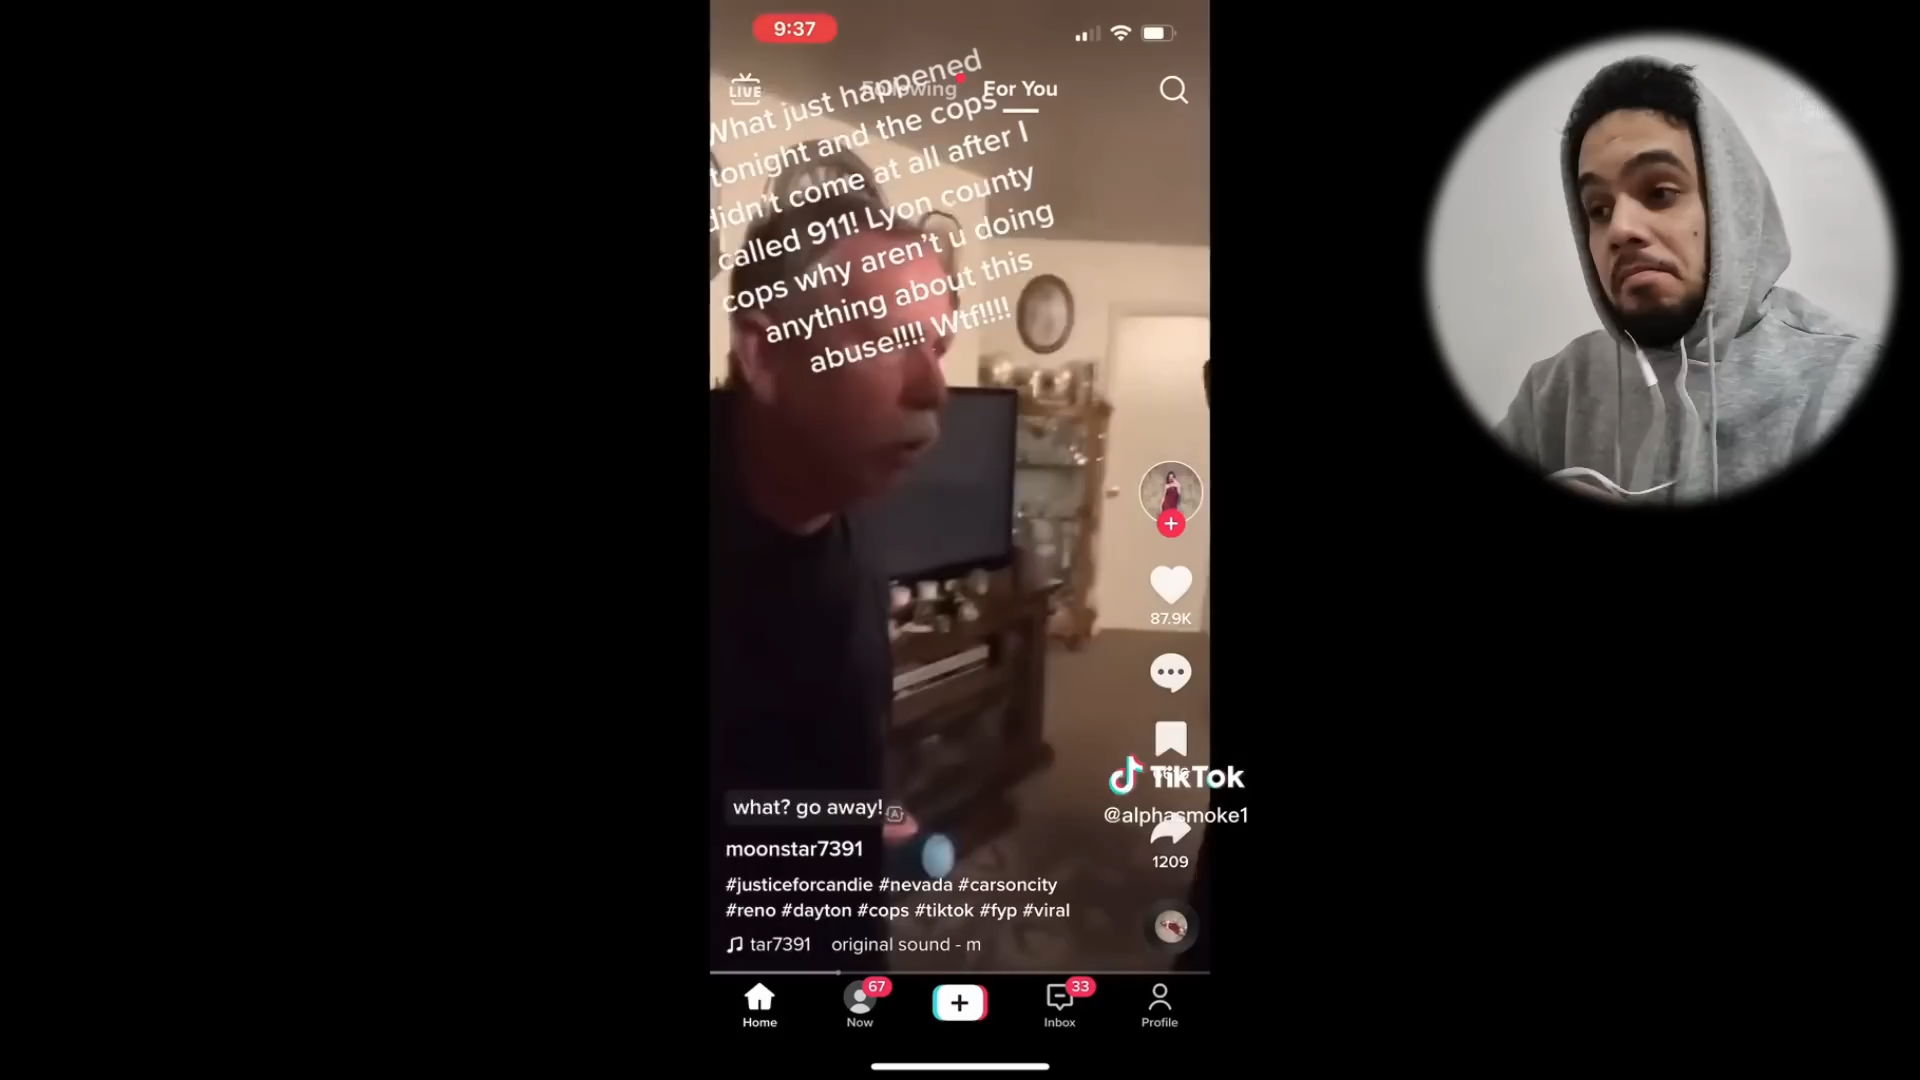 9:37
LIVE
Following
For You
What just happened
tonight and the cops
didn't come at all after I
called 911! Lyon county
cops why aren't u doing
anything about this
abuse!!!! Wtf!!!!
87.9K
TikTok
@alphasmoke1
1209
what? go away!
moonstar7391
#justiceforcandie #nevada #carsoncity
#reno #dayton #cops #tiktok #fyp #viral
tar7391 original sound - m
67
33
Home
Now
Inbox
Profile